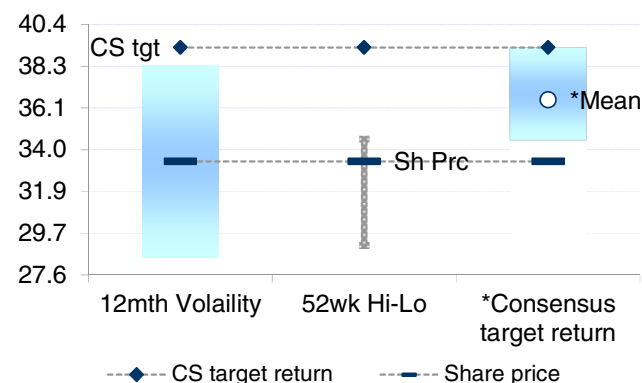 40.4
CS tgt
38.3
36.1
*Mean
34.0
Sh Prc
31.9
29.7
27.6
12mth Volaility
52wk Hi-Lo
*Consensus
target return
CS target return
Share price